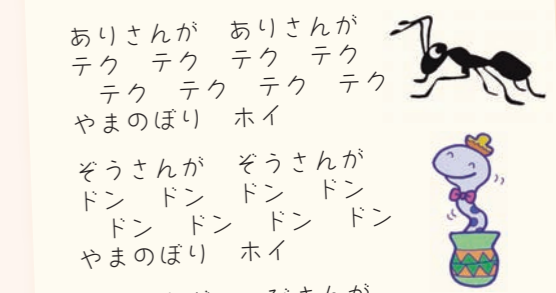 ありさんが　ありさんが
テク　テク　テク　テク
テク　テク　テク　テク
やまのぼり　ホイ
ぞうさんが　ぞうさんが
ドン　ドン　ドン　ドン
ドン　ドン　ドン　ドン
やまのぼり　ホイ